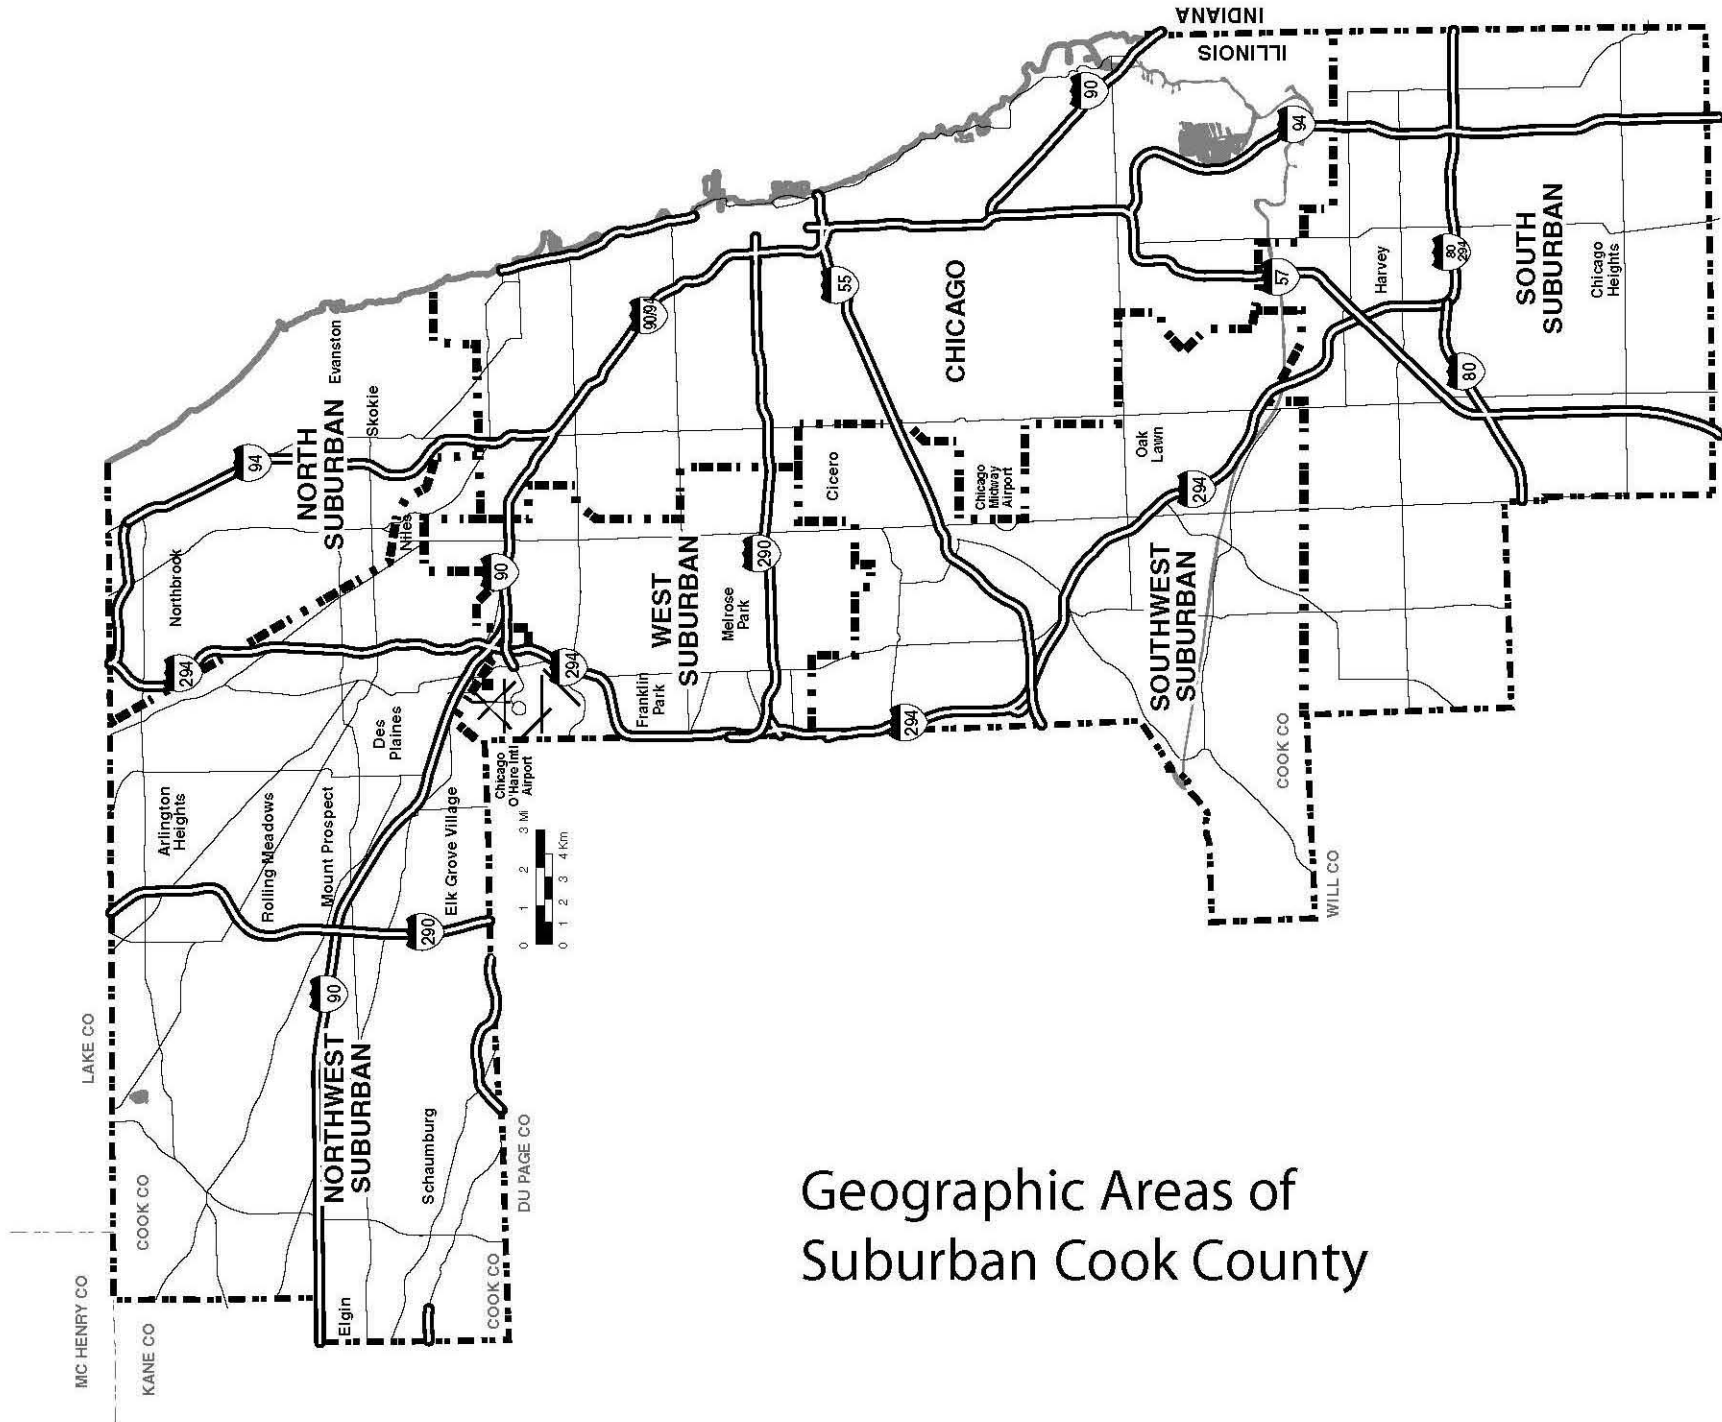 INDIANA
ILLINOIS
LAKE CO
MC HENRY CO
KANE CO
COOK CO
NORTHWEST
SUBURBAN
Elgin
Schaumburg
COOK CO
DU PAGE CO
Arlington
Heights
Rolling Meadows
Mount Prospect
Elk Grove Village
Des
Plaines
90
290
Chicago
O'Hare Intl
Airport
0 1 2 3 Mi
0 1 2 3 4 Km
NORTH
SUBURBAN
Northbrook
Evanston
Skokie
Niles
94
294
90
294
90/94
WEST
SUBURBAN
Franklin
Park
Melrose
Park
Cicero
290
294
CHICAGO
55
90
94
57
Chicago
Midway
Airport
SOUTHWEST
SUBURBAN
Oak
Lawn
294
COOK CO
WILL CO
SOUTH
SUBURBAN
Harvey
Chicago
Heights
80
294
80
Geographic Areas of
Suburban Cook County